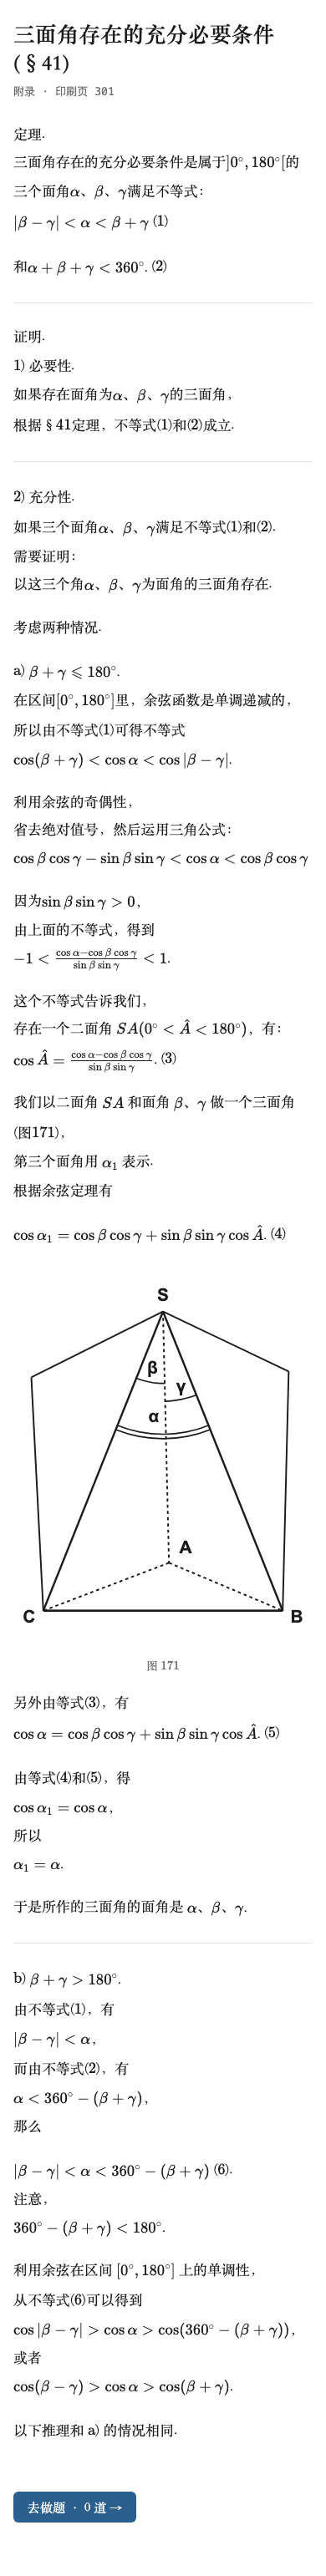 三面角存在的充分必要条件
(§41)
附录 · 印刷页 301
定理.
三面角存在的充分必要条件是属于]0°, 180°[的
三个面角α、β、γ满足不等式：
|β − γ| < α < β + γ (1)
和α + β + γ < 360°. (2)
证明.
1) 必要性.
如果存在面角为α、β、γ的三面角，
根据§41定理，不等式(1)和(2)成立.
2) 充分性.
如果三个面角α、β、γ满足不等式(1)和(2).
需要证明：
以这三个角α、β、γ为面角的三面角存在.
考虑两种情况.
a) β + γ ⩽ 180°.
在区间[0°, 180°]里，余弦函数是单调递减的，
所以由不等式(1)可得不等式
cos(β + γ) < cos α < cos |β − γ|.
利用余弦的奇偶性，
省去绝对值号，然后运用三角公式：
cos β cos γ − sin β sin γ < cos α < cos β cos γ
因为sin β sin γ > 0，
由上面的不等式，得到
−1 < (cos α−cos β cos γ)/(sin β sin γ) < 1.
这个不等式告诉我们，
存在一个二面角 SA(0° < Â < 180°)，有：
cos Â = (cos α−cos β cos γ)/(sin β sin γ). (3)
我们以二面角 SA 和面角 β、γ 做一个三面角
(图171)，
第三个面角用 α₁ 表示.
根据余弦定理有
cos α₁ = cos β cos γ + sin β sin γ cos Â. (4)
S
β
γ
α
A
C
B
图 171
另外由等式(3)，有
cos α = cos β cos γ + sin β sin γ cos Â. (5)
由等式(4)和(5)，得
cos α₁ = cos α，
所以
α₁ = α.
于是所作的三面角的面角是 α、β、γ.
b) β + γ > 180°.
由不等式(1)，有
|β − γ| < α，
而由不等式(2)，有
α < 360° − (β + γ)，
那么
|β − γ| < α < 360° − (β + γ) (6).
注意，
360° − (β + γ) < 180°.
利用余弦在区间 [0°, 180°] 上的单调性，
从不等式(6)可以得到
cos |β − γ| > cos α > cos(360° − (β + γ))，
或者
cos(β − γ) > cos α > cos(β + γ).
以下推理和 a) 的情况相同.
去做题 · 0 道 →